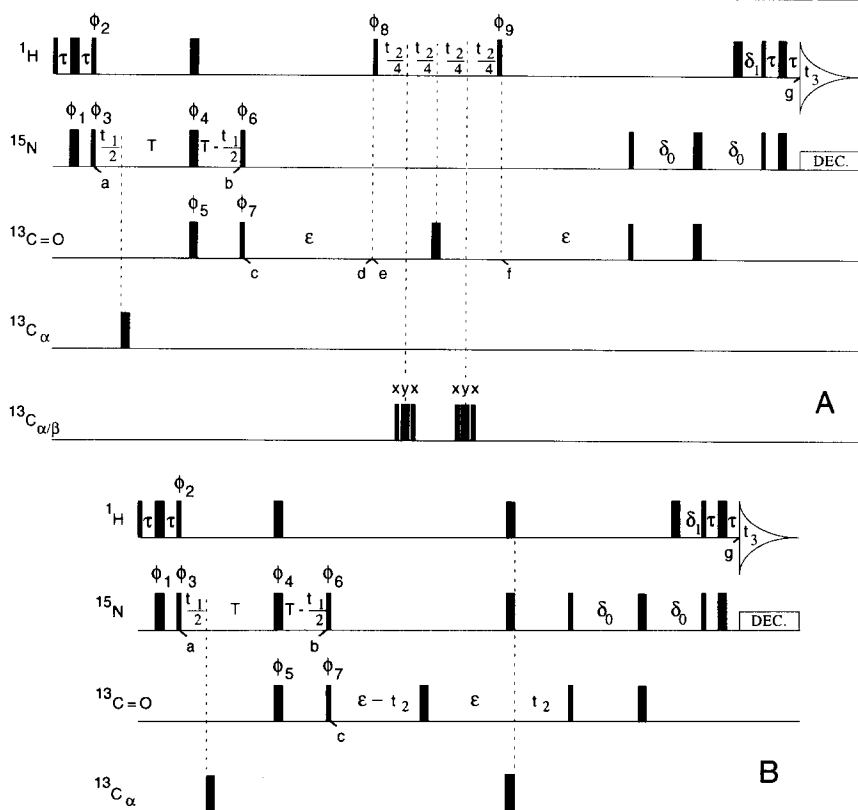 ϕ2 ϕ8 ϕ9
¹H τ τ t2/4 t2/4 t2/4 t2/4 δ1 τ τ t3
g
ϕ1 ϕ3 ϕ4 ϕ6
¹⁵N t1/2 T T - t1/2 δ0 δ0 DEC.
a b
ϕ5 ϕ7
¹³C=O ε ε
c d e f
¹³Cα
xyx xyx
¹³Cα/β
A
ϕ2
¹H τ τ δ1 τ τ t3
g
ϕ1 ϕ3 ϕ4 ϕ6
¹⁵N t1/2 T T - t1/2 δ0 δ0 DEC.
a b
ϕ5 ϕ7
¹³C=O ε - t2 ε t2
c
¹³Cα
B